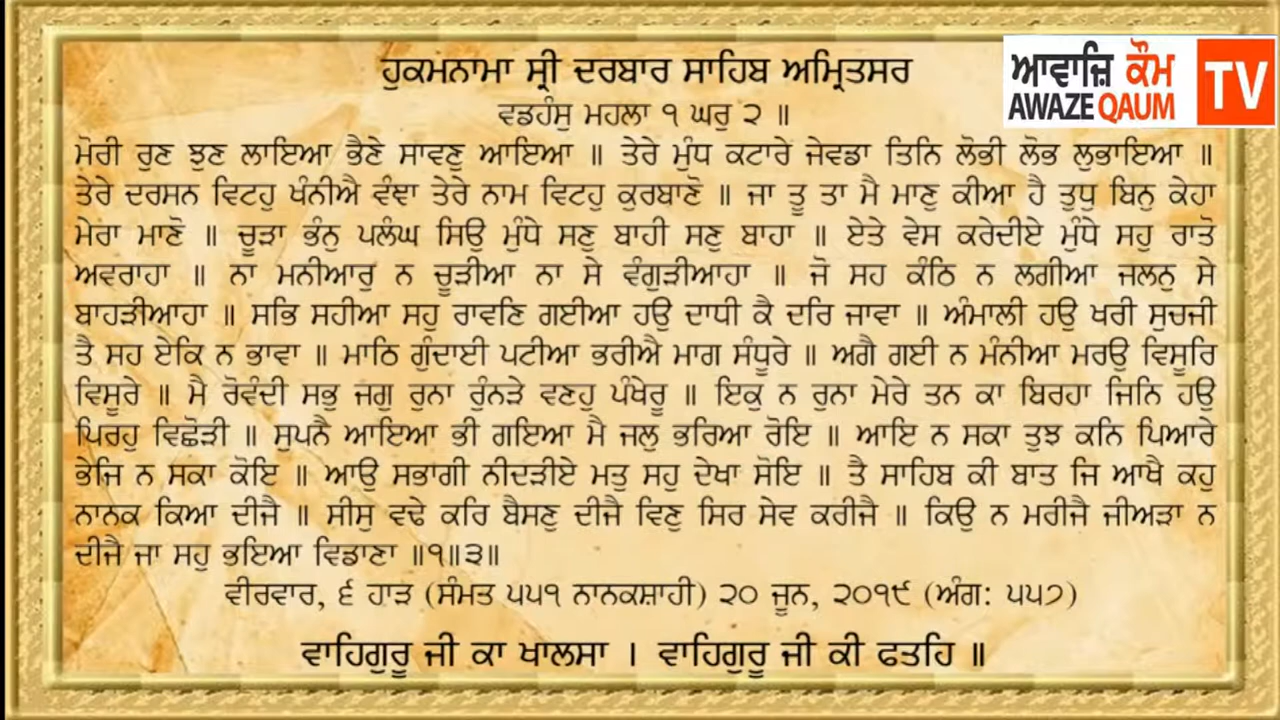 ਹੁਕਮਨਾਮਾ ਸ੍ਰੀ ਦਰਬਾਰ ਸਾਹਿਬ ਅਮ੍ਰਿਤਸਰ
ਆਵਾਜ਼ਿ ਕੌਮ
AWAZE QAUM
TV
ਵਡਹੰਸੁ ਮਹਲਾ ੧ ਘਰੁ ੨ ॥
ਮੋਰੀ ਰੁਣ ਝੁਣ ਲਾਇਆ ਭੈਣੇ ਸਾਵਣੁ ਆਇਆ ॥ ਤੇਰੇ ਮੁੰਧ ਕਟਾਰੇ ਜੇਵਡਾ ਤਿਨਿ ਲੋਭੀ ਲੋਭ ਲੁਭਾਇਆ ॥
ਤੇਰੇ ਦਰਸਨ ਵਿਟਹੁ ਖੰਨੀਐ ਵੰਞਾ ਤੇਰੇ ਨਾਮ ਵਿਟਹੁ ਕੁਰਬਾਣੋ ॥ ਜਾ ਤੂ ਤਾ ਮੈ ਮਾਣੁ ਕੀਆ ਹੈ ਤੁਧੁ ਬਿਨੁ ਕੇਹਾ
ਮੇਰਾ ਮਾਣੋ ॥ ਚੂੜਾ ਭੰਨੁ ਪਲੰਘ ਸਿਉ ਮੁੰਧੇ ਸਣੁ ਬਾਹੀ ਸਣੁ ਬਾਹਾ ॥ ਏਤੇ ਵੇਸ ਕਰੇਦੀਏ ਮੁੰਧੇ ਸਹੁ ਰਾਤੋ
ਅਵਰਾਹਾ ॥ ਨਾ ਮਨੀਆਰੁ ਨ ਚੂੜੀਆ ਨਾ ਸੇ ਵੰਗੁੜੀਆਹਾ ॥ ਜੋ ਸਹ ਕੰਠਿ ਨ ਲਗੀਆ ਜਲਨੁ ਸੇ
ਬਾਹੜੀਆਹਾ ॥ ਸਭਿ ਸਹੀਆ ਸਹੁ ਰਾਵਣਿ ਗਈਆ ਹਉ ਦਾਧੀ ਕੈ ਦਰਿ ਜਾਵਾ ॥ ਅੰਮਾਲੀ ਹਉ ਖਰੀ ਸੁਚਜੀ
ਤੈ ਸਹ ਏਕਿ ਨ ਭਾਵਾ ॥ ਮਾਠਿ ਗੁੰਦਾਈ ਪਟੀਆ ਭਰੀਐ ਮਾਗ ਸੰਧੂਰੇ ॥ ਅਗੈ ਗਈ ਨ ਮੰਨੀਆ ਮਰਉ ਵਿਸੂਰਿ
ਵਿਸੂਰੇ ॥ ਮੈ ਰੋਵੰਦੀ ਸਭੁ ਜਗੁ ਰੁਨਾ ਰੁੰਨੜੇ ਵਣਹੁ ਪੰਖੇਰੂ ॥ ਇਕੁ ਨ ਰੁਨਾ ਮੇਰੇ ਤਨ ਕਾ ਬਿਰਹਾ ਜਿਨਿ ਹਉ
ਪਿਰਹੁ ਵਿਛੋੜੀ ॥ ਸੁਪਨੈ ਆਇਆ ਭੀ ਗਇਆ ਮੈ ਜਲੁ ਭਰਿਆ ਰੋਇ ॥ ਆਇ ਨ ਸਕਾ ਤੁਝ ਕਨਿ ਪਿਆਰੇ
ਭੇਜਿ ਨ ਸਕਾ ਕੋਇ ॥ ਆਉ ਸਭਾਗੀ ਨੀਦੜੀਏ ਮਤੁ ਸਹੁ ਦੇਖਾ ਸੋਇ ॥ ਤੈ ਸਾਹਿਬ ਕੀ ਬਾਤ ਜਿ ਆਖੈ ਕਹੁ
ਨਾਨਕ ਕਿਆ ਦੀਜੈ ॥ ਸੀਸੁ ਵਢੇ ਕਰਿ ਬੈਸਣੁ ਦੀਜੈ ਵਿਣੁ ਸਿਰ ਸੇਵ ਕਰੀਜੈ ॥ ਕਿਉ ਨ ਮਰੀਜੈ ਜੀਅੜਾ ਨ
ਦੀਜੈ ਜਾ ਸਹੁ ਭਇਆ ਵਿਡਾਣਾ ॥੧॥੩॥
ਵੀਰਵਾਰ, ੬ ਹਾੜ (ਸੰਮਤ ੫੫੧ ਨਾਨਕਸ਼ਾਹੀ) ੨੦ ਜੂਨ, ੨੦੧੯ (ਅੰਗ: ੫੫੭)
ਵਾਹਿਗੁਰੂ ਜੀ ਕਾ ਖਾਲਸਾ । ਵਾਹਿਗੁਰੂ ਜੀ ਕੀ ਫਤਹਿ ॥